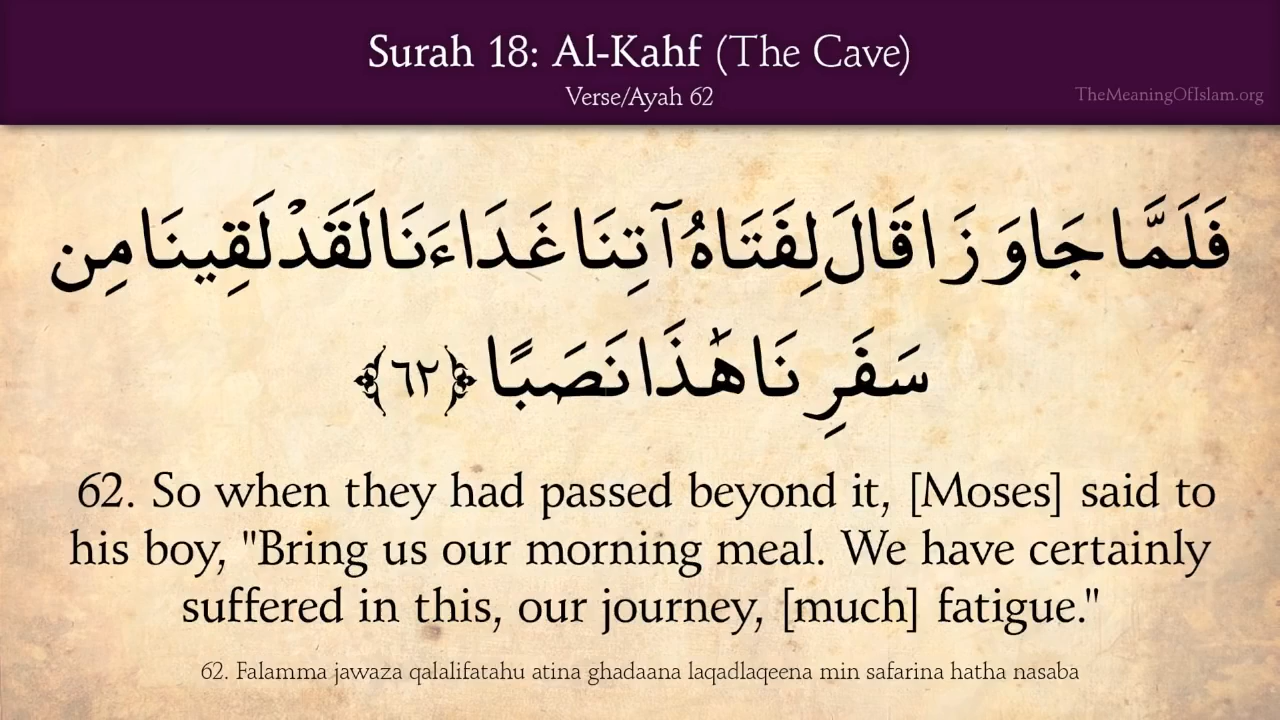 Surah 18: Al-Kahf (The Cave)
Verse/Ayah 62
TheMeaningOfIslam.org
فَلَمَّا جَاوَزَا قَالَ لِفَتَاهُ آتِنَا غَدَاءَنَا لَقَدْ لَقِينَا مِن
سَفَرِنَا هَٰذَا نَصَبًا ﴿٦٢﴾
62. So when they had passed beyond it, [Moses] said to
his boy, "Bring us our morning meal. We have certainly
suffered in this, our journey, [much] fatigue."
62. Falamma jawaza qalalifatahu atina ghadaana laqadlaqeena min safarina hatha nasaba